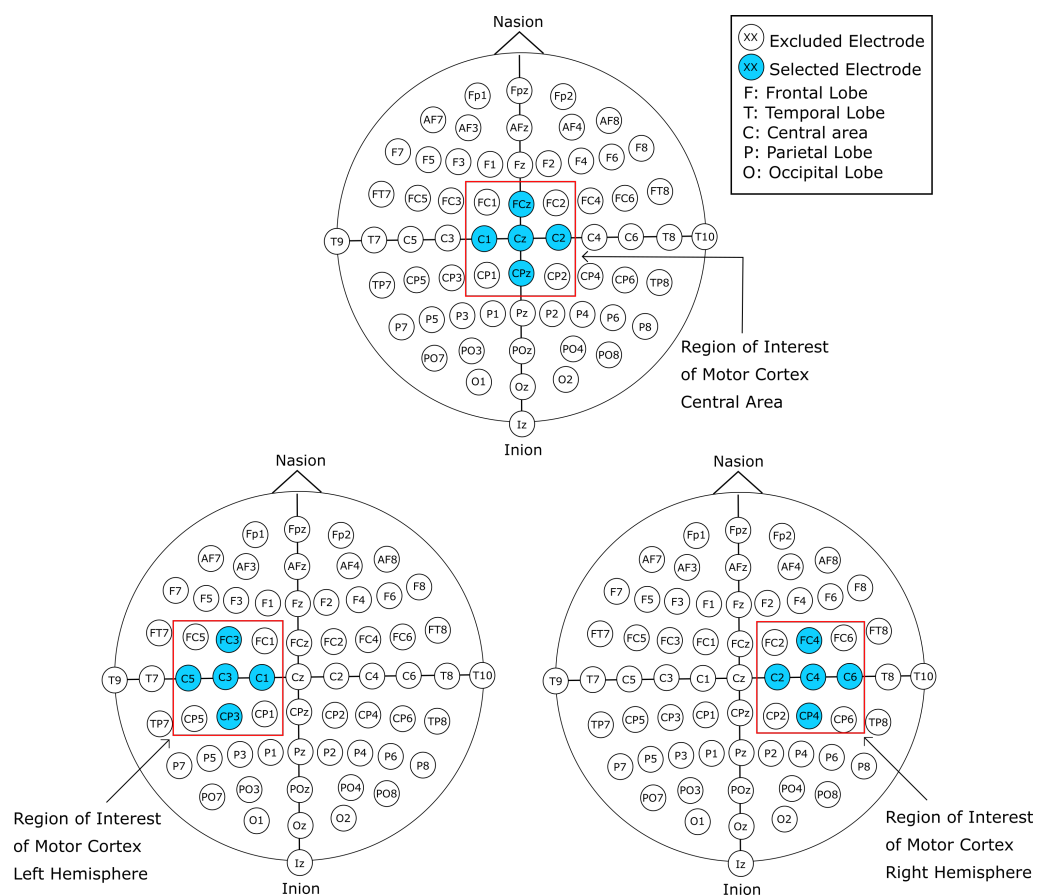 Nasion
XX Excluded Electrode
XX Selected Electrode
F: Frontal Lobe
T: Temporal Lobe
C: Central area
P: Parietal Lobe
O: Occipital Lobe
Fp1 Fpz Fp2
AF7 AF3 AFz AF4 AF8
F7 F5 F3 F1 Fz F2 F4 F6 F8
FT7 FC5 FC3 FC1 FCz FC2 FC4 FC6 FT8
T9 T7 C5 C3 C1 Cz C2 C4 C6 T8 T10
TP7 CP5 CP3 CP1 CPz CP2 CP4 CP6 TP8
P7 P5 P3 P1 Pz P2 P4 P6 P8
PO7 PO3 POz PO4 PO8
O1 Oz O2
Iz
Inion
Region of Interest
of Motor Cortex
Central Area
Nasion
Fp1 Fpz Fp2
AF7 AF3 AFz AF4 AF8
F7 F5 F3 F1 Fz F2 F4 F6 F8
FT7 FC5 FC3 FC1 FCz FC2 FC4 FC6 FT8
T9 T7 C5 C3 C1 Cz C2 C4 C6 T8 T10
TP7 CP5 CP3 CP1 CPz CP2 CP4 CP6 TP8
P7 P5 P3 P1 Pz P2 P4 P6 P8
PO7 PO3 POz PO4 PO8
O1 Oz O2
Iz
Inion
Region of Interest
of Motor Cortex
Left Hemisphere
Nasion
Fp1 Fpz Fp2
AF7 AF3 AFz AF4 AF8
F7 F5 F3 F1 Fz F2 F4 F6 F8
FT7 FC5 FC3 FC1 FCz FC2 FC4 FC6 FT8
T9 T7 C5 C3 C1 Cz C2 C4 C6 T8 T10
TP7 CP5 CP3 CP1 CPz CP2 CP4 CP6 TP8
P7 P5 P3 P1 Pz P2 P4 P6 P8
PO7 PO3 POz PO4 PO8
O1 Oz O2
Iz
Inion
Region of Interest
of Motor Cortex
Right Hemisphere